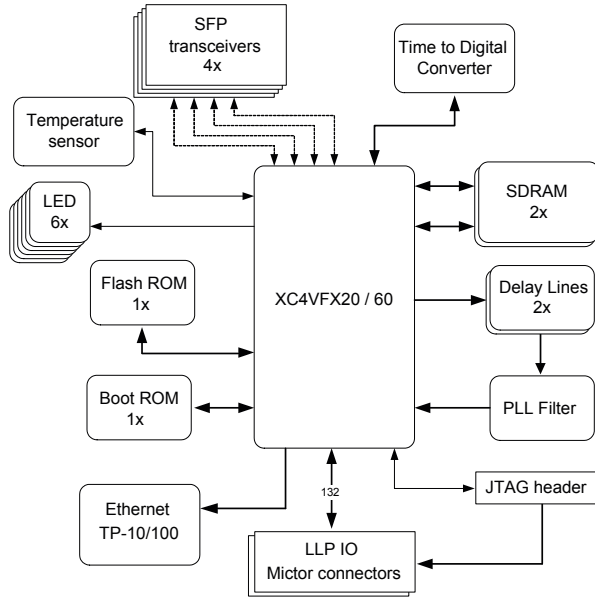 SFP
transceivers
4x
Time to Digital
Converter
Temperature
sensor
LED
6x
SDRAM
2x
Flash ROM
1x
XC4VFX20 / 60
Delay Lines
2x
Boot ROM
1x
PLL Filter
132
JTAG header
Ethernet
TP-10/100
LLP IO
Mictor connectors